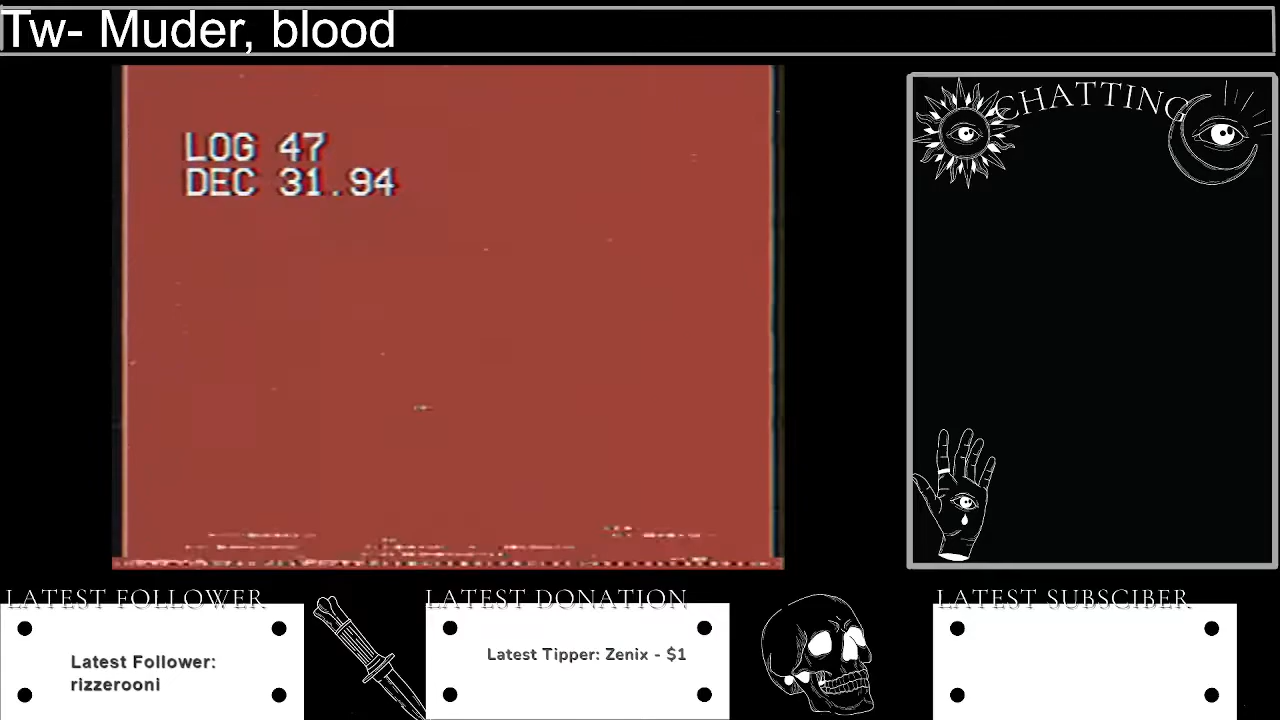 Tw- Muder, blood
LOG 47
DEC 31.94
CHATTING
LATEST FOLLOWER
Latest Follower:
rizzerooni
LATEST DONATION
Latest Tipper: Zenix - $1
LATEST SUBSCIBER